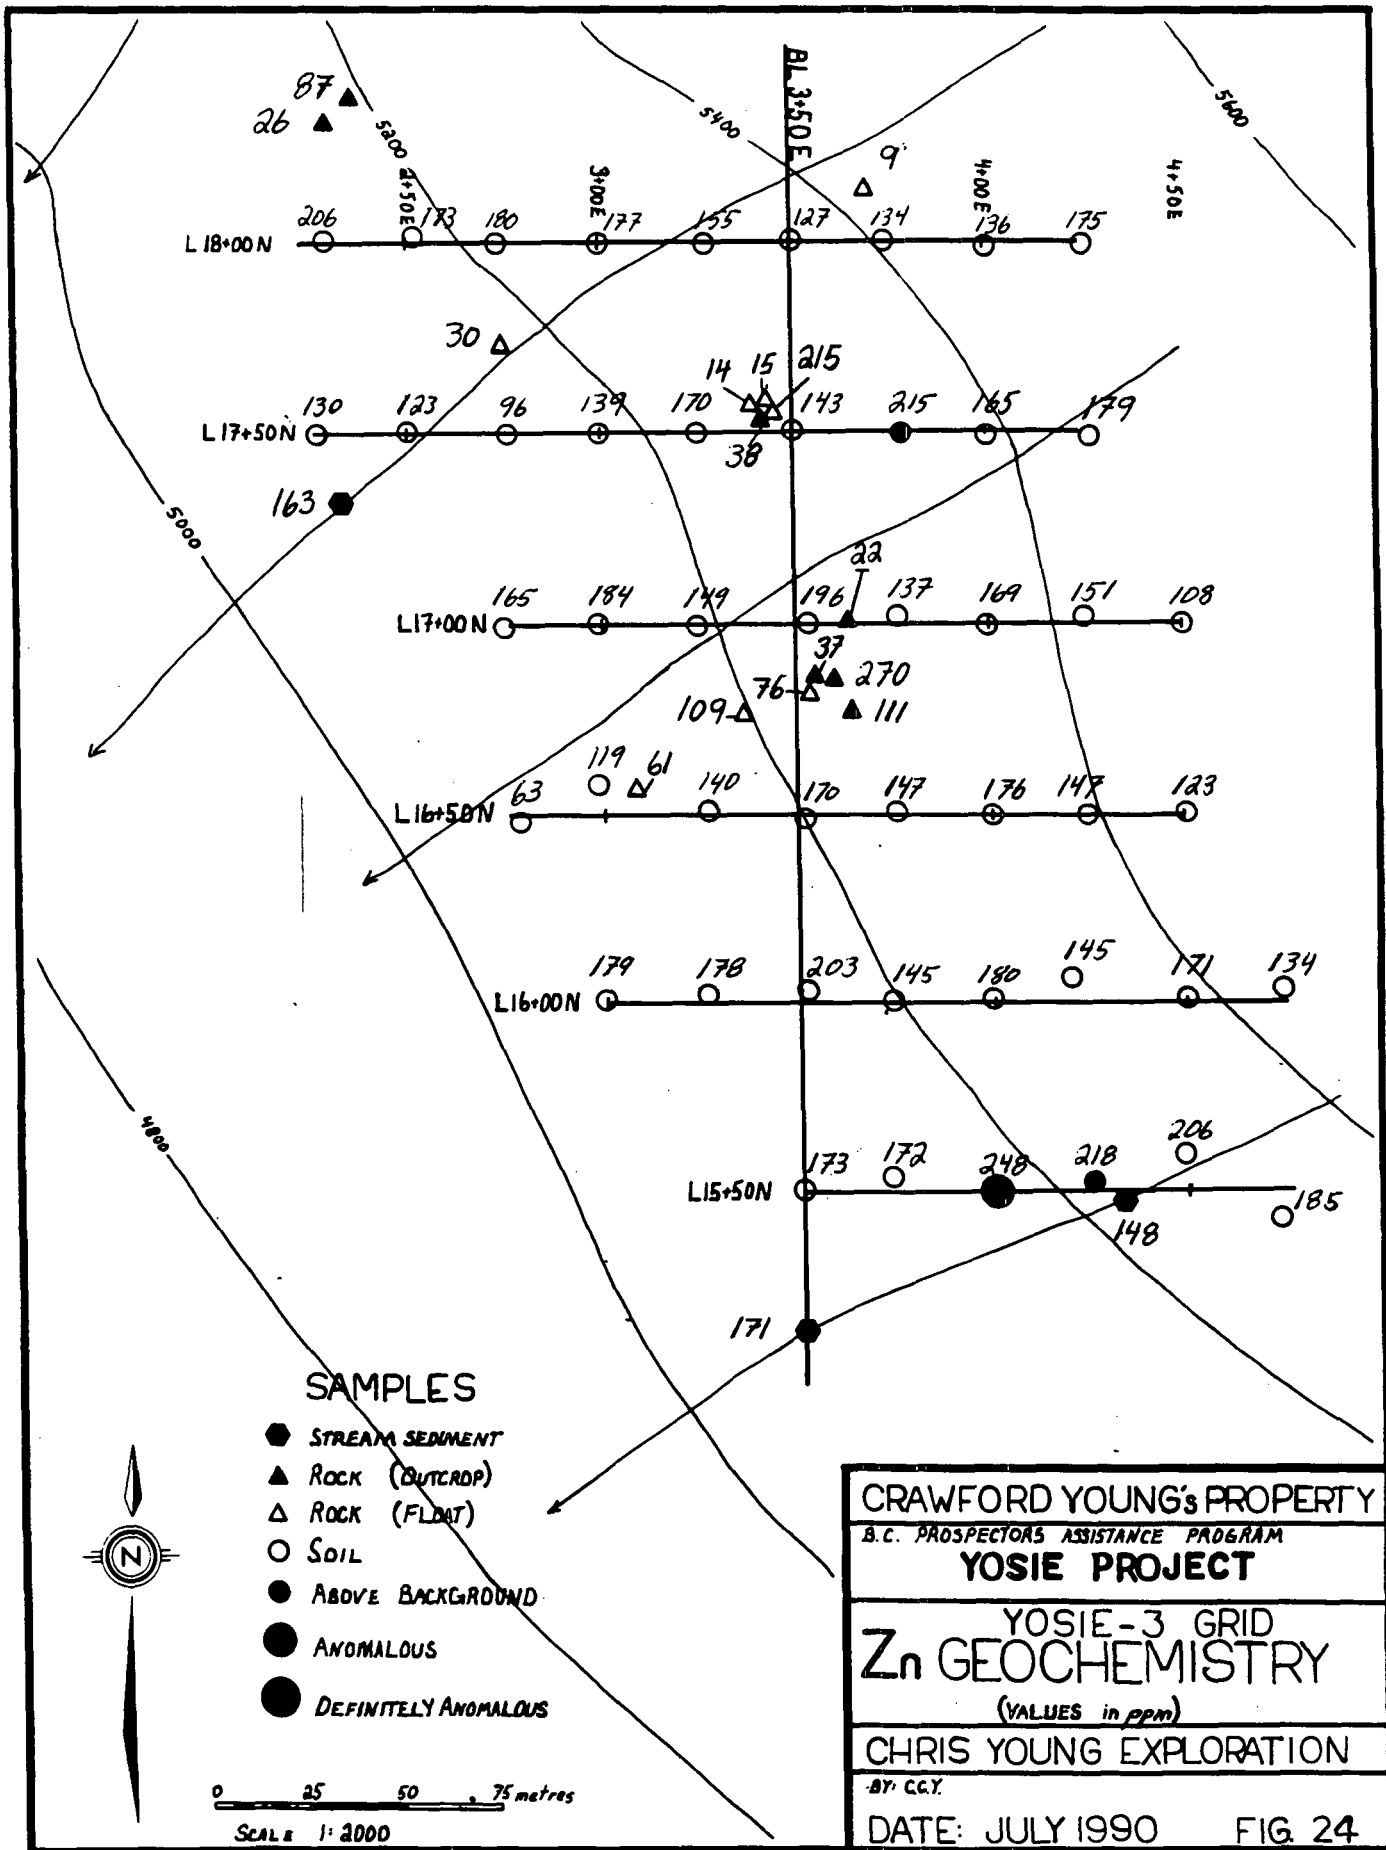 87
26
5200
5400
5600
BL 3+50E
9
2+50E
3+00E
4+00E
4+50E
L 18+00N
206
173
180
177
155
127
134
136
175
30
14
15
215
L 17+50N
130
123
96
139
170
143
215
165
179
38
163
5000
22
L17+00N
165
184
149
196
137
169
151
108
37
270
76
111
109
119
61
L16+50N
63
140
170
147
176
147
123
L16+00N
179
178
203
145
180
145
171
134
4800
L15+50N
173
172
248
218
206
185
148
171
SAMPLES
STREAM SEDIMENT
ROCK (OUTCROP)
ROCK (FLOAT)
SOIL
ABOVE BACKGROUND
ANOMALOUS
DEFINITELY ANOMALOUS
N
0 25 50 75 metres
SCALE 1:2000
CRAWFORD YOUNG's PROPERTY
B.C. PROSPECTORS ASSISTANCE PROGRAM
YOSIE PROJECT
YOSIE-3 GRID
Zn GEOCHEMISTRY
(VALUES in ppm)
CHRIS YOUNG EXPLORATION
BY: C.C.Y.
DATE: JULY 1990 FIG. 24